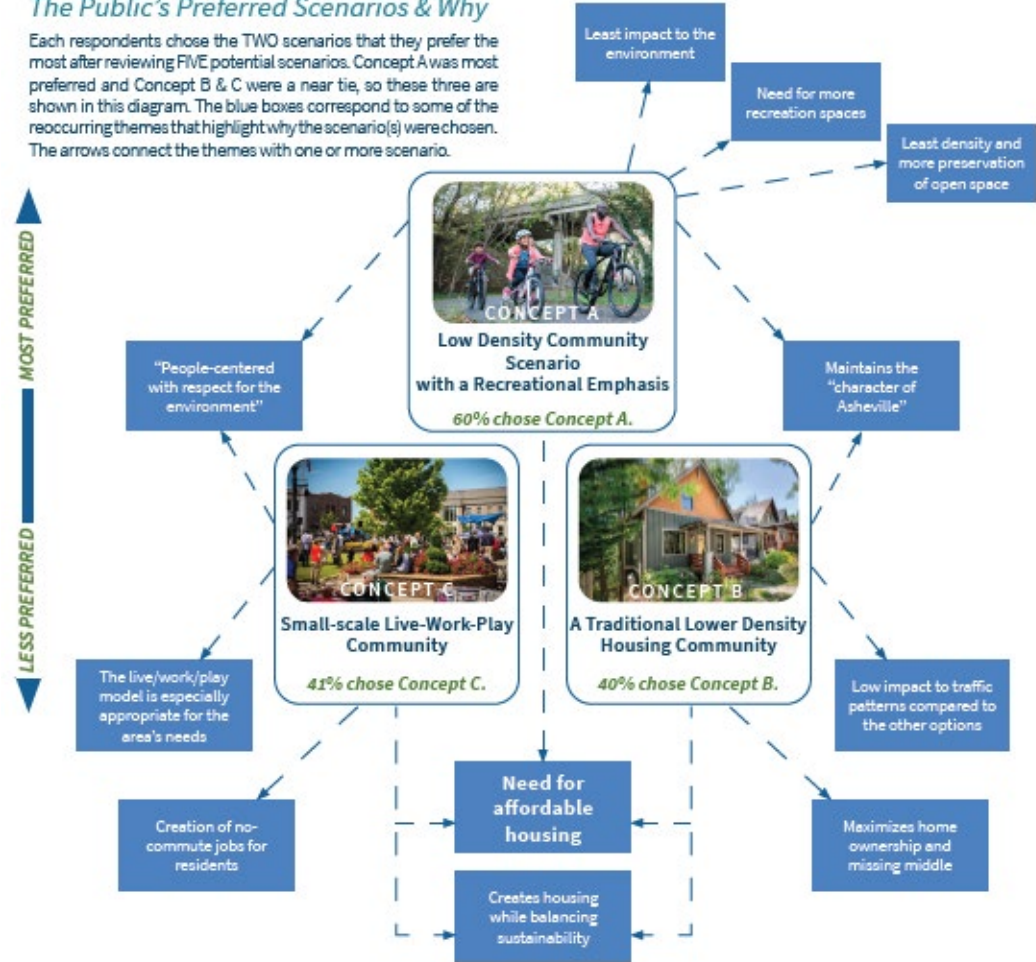 The Public's Preferred Scenarios & Why
Each respondents chose the TWO scenarios that they prefer the
most after reviewing FIVE potential scenarios. Concept A was most
preferred and Concept B & C were a near tie, so these three are
shown in this diagram. The blue boxes correspond to some of the
reoccurring themes that highlight why the scenario(s) were chosen.
The arrows connect the themes with one or more scenario.
Least impact to the
environment
Need for more
recreation spaces
Least density and
more preservation
of open space
MOST PREFERRED
LESS PREFERRED
CONCEPT A
Low Density Community
Scenario
with a Recreational Emphasis
60% chose Concept A.
"People-centered
with respect for the
environment"
Maintains the
"character of
Asheville"
CONCEPT C
Small-scale Live-Work-Play
Community
41% chose Concept C.
CONCEPT B
A Traditional Lower Density
Housing Community
40% chose Concept B.
The live/work/play
model is especially
appropriate for the
area's needs
Low impact to traffic
patterns compared to
the other options
Creation of no-
commute jobs for
residents
Need for
affordable
housing
Maximizes home
ownership and
missing middle
Creates housing
while balancing
sustainability